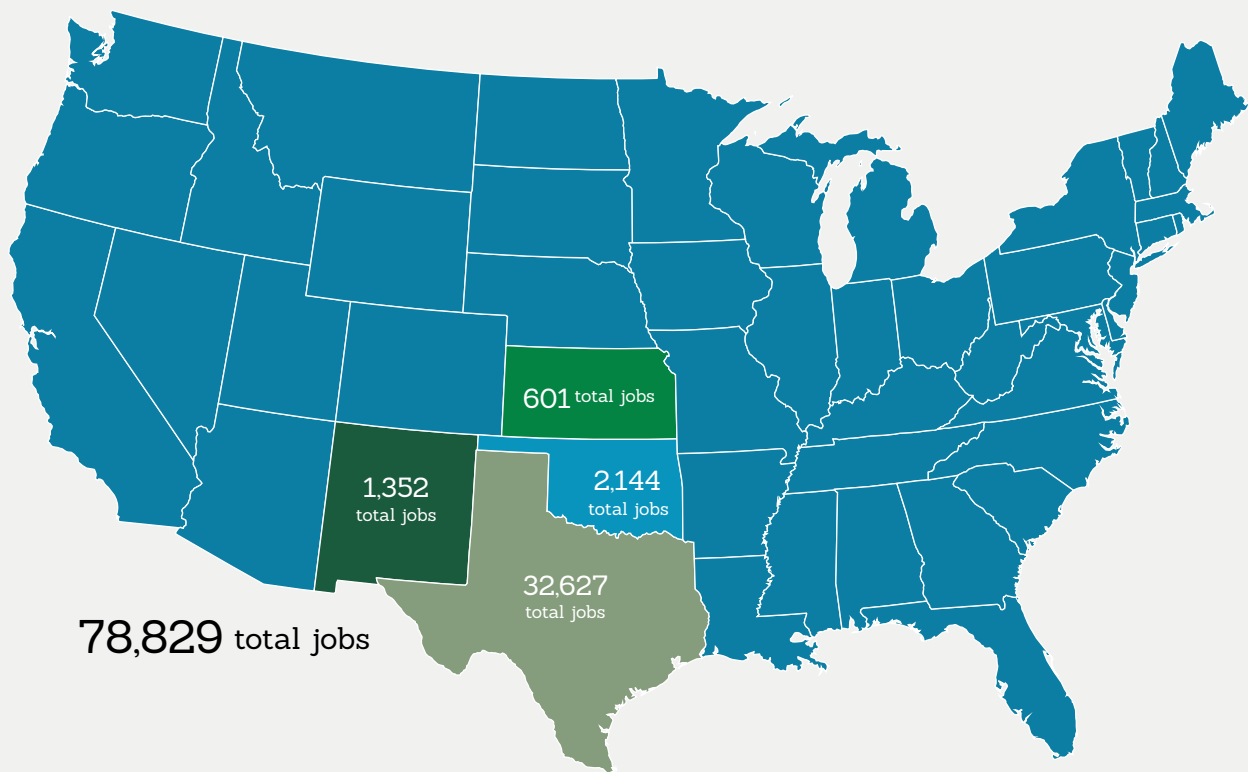 601 total jobs
1,352
total jobs
2,144
total jobs
32,627
total jobs
78,829 total jobs